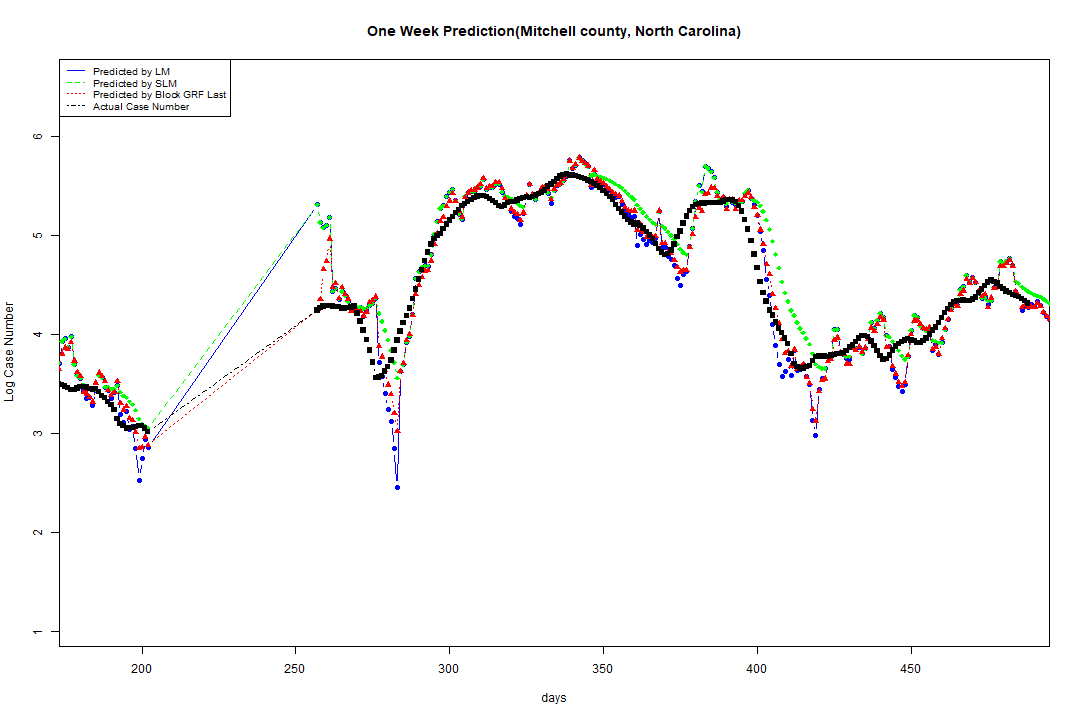 One Week Prediction(Mitchell county, North Carolina)
Predicted by LM
Predicted by SLM
Predicted by Block GRF Last
Actual Case Number
Log Case Number
6
5
4
3
2
1
200 250 300 350 400 450
days